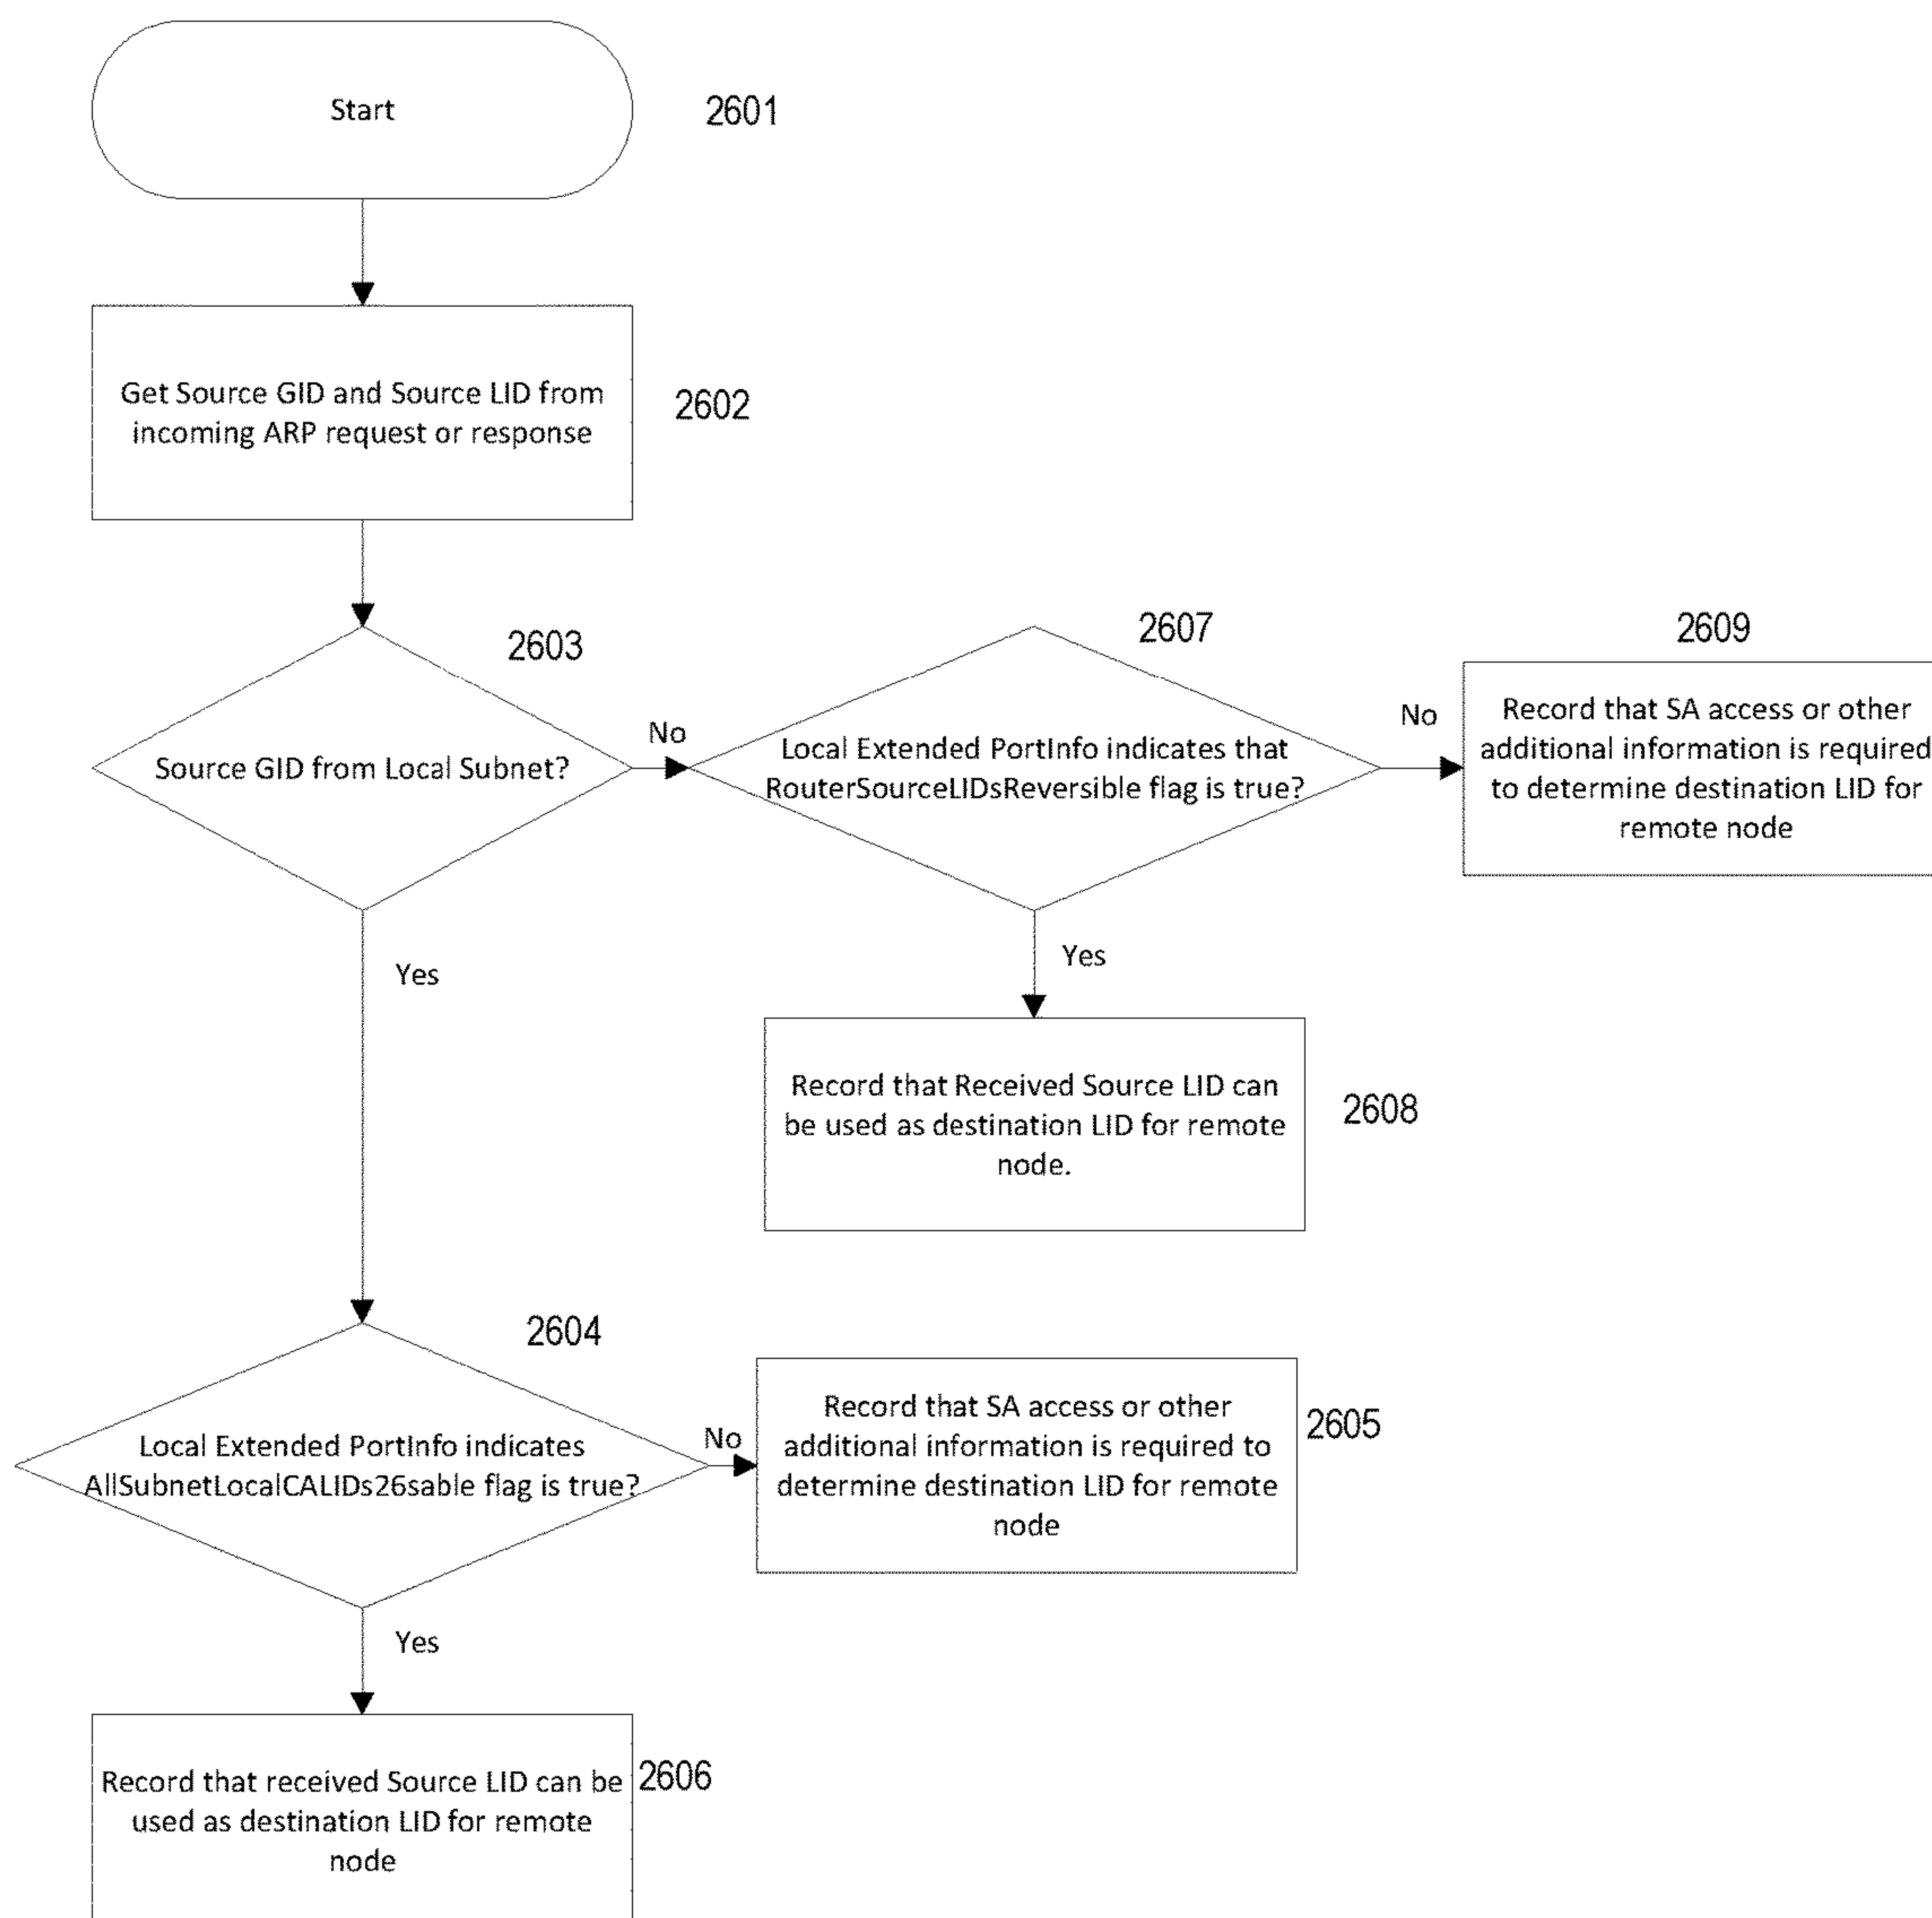 Start
2601
Get Source GID and Source LID from
incoming ARP request or response
2602
2603
Source GID from Local Subnet?
No
2607
Local Extended PortInfo indicates that
RouterSourceLIDsReversible flag is true?
No
2609
Record that SA access or other
additional information is required
to determine destination LID for
remote node
Yes
Yes
Record that Received Source LID can
be used as destination LID for remote
node.
2608
2604
Local Extended PortInfo indicates
AllSubnetLocalCALIDs26sable flag is true?
No
Record that SA access or other
additional information is required to
determine destination LID for remote
node
2605
Yes
Record that received Source LID can be
used as destination LID for remote
node
2606